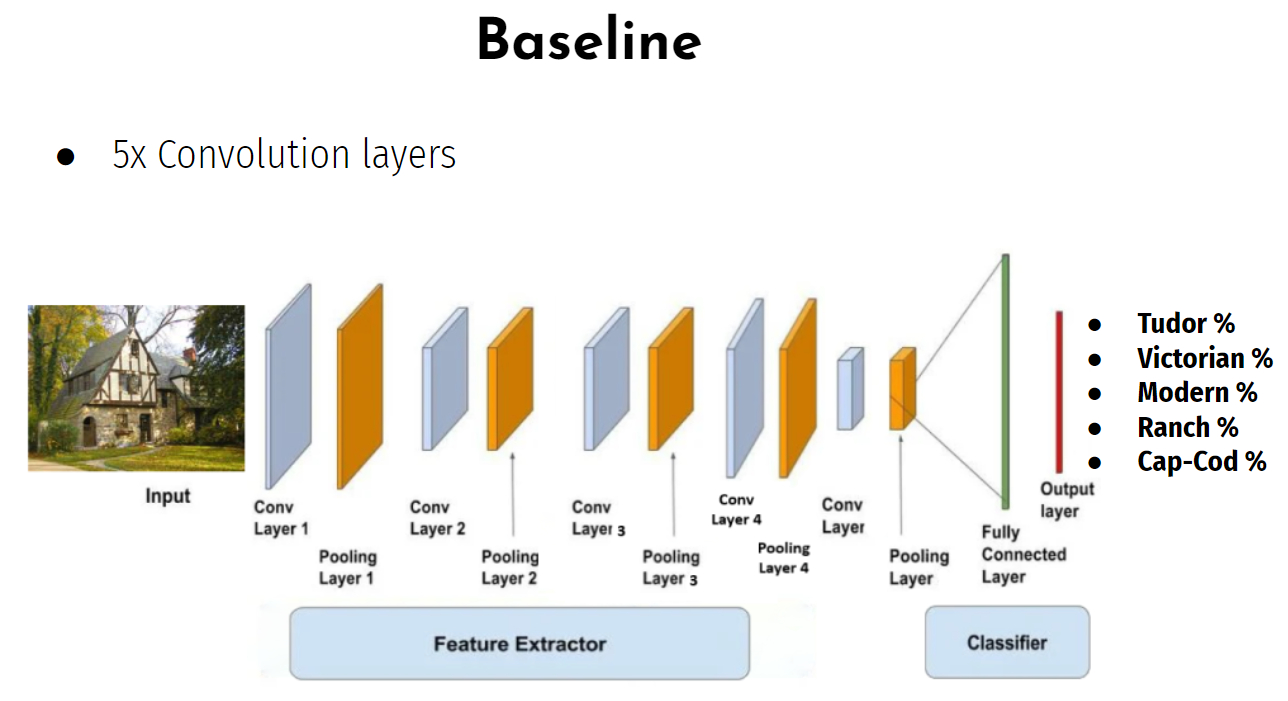 Baseline
● 5x Convolution layers
Input
Conv
Layer 1
Pooling
Layer 1
Conv
Layer 2
Pooling
Layer 2
Conv
Layer 3
Pooling
Layer 3
Conv
Layer 4
Pooling
Layer 4
Conv
Layer
Pooling
Layer
Fully
Connected
Layer
Output
layer
● Tudor %
● Victorian %
● Modern %
● Ranch %
● Cap-Cod %
Feature Extractor
Classifier